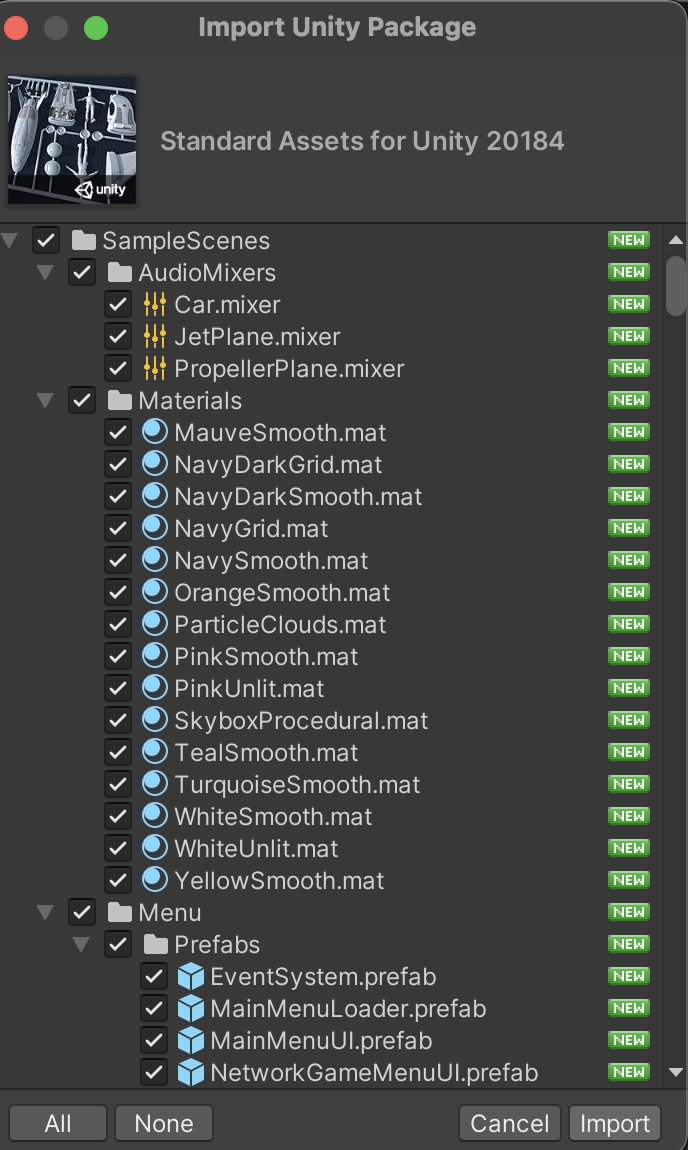 Import Unity Package
unity
Standard Assets for Unity 20184
SampleScenes NEW
AudioMixers NEW
Car.mixer NEW
JetPlane.mixer NEW
PropellerPlane.mixer NEW
Materials NEW
MauveSmooth.mat NEW
NavyDarkGrid.mat NEW
NavyDarkSmooth.mat NEW
NavyGrid.mat NEW
NavySmooth.mat NEW
OrangeSmooth.mat NEW
ParticleClouds.mat NEW
PinkSmooth.mat NEW
PinkUnlit.mat NEW
SkyboxProcedural.mat NEW
TealSmooth.mat NEW
TurquoiseSmooth.mat NEW
WhiteSmooth.mat NEW
WhiteUnlit.mat NEW
YellowSmooth.mat NEW
Menu NEW
Prefabs NEW
EventSystem.prefab NEW
MainMenuLoader.prefab NEW
MainMenuUI.prefab NEW
NetworkGameMenuUI.prefab NEW
All None Cancel Import